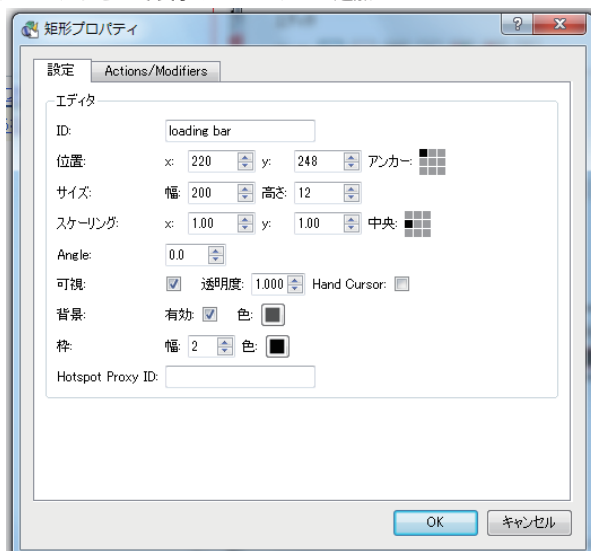 矩形プロパティ
設定 Actions/Modifiers
エディタ
ID: loading bar
位置: x: 220 y: 248 アンカー:
サイズ: 幅: 200 高さ: 12
スケーリング: x: 1.00 y: 1.00 中央:
Angle: 0.0
可視: 透明度: 1.000 Hand Cursor:
背景: 有効: 色:
枠: 幅: 2 色:
Hotspot Proxy ID:
OK キャンセル